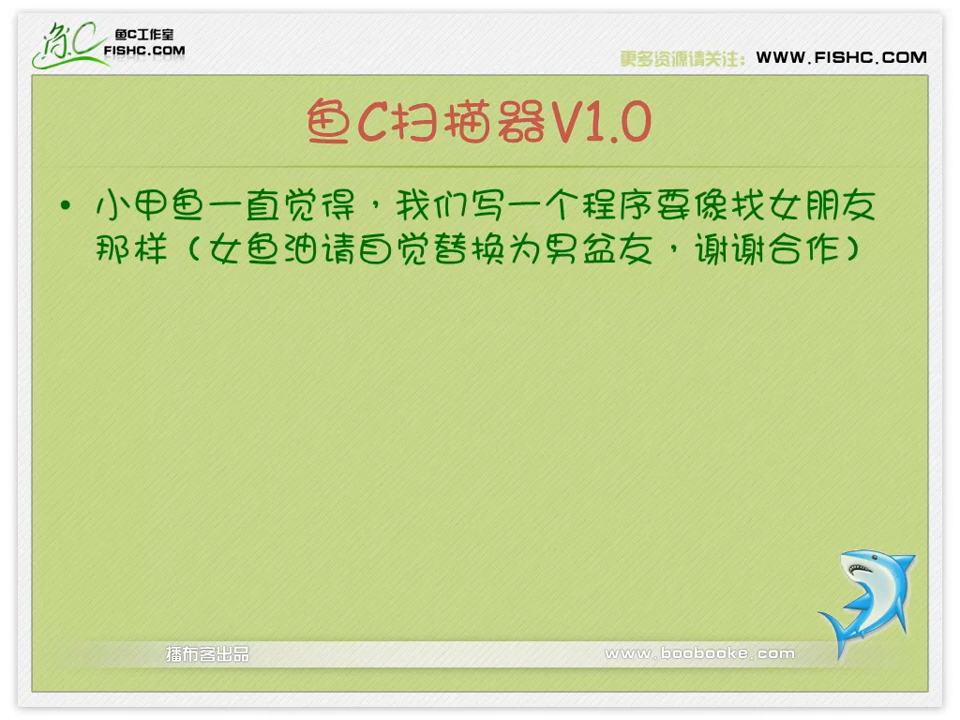 鱼C工作室
FISHC.COM
更多资源请关注：WWW.FISHC.COM
鱼C扫描器V1.0
• 小甲鱼一直觉得，我们写一个程序要像找女朋友
那样（女鱼油请自觉替换为男盆友，谢谢合作）
播布客出品
www.boobooke.com